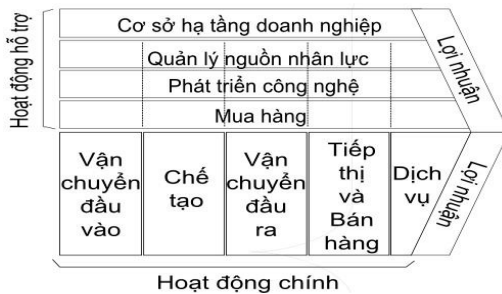 Hoạt động hỗ trợ
Cơ sở hạ tầng doanh nghiệp
Quản lý nguồn nhân lực
Phát triển công nghệ
Mua hàng
Lợi nhuận
Vận
chuyển
đầu
vào
Chế
tạo
Vận
chuyển
đầu
ra
Tiếp
thị
và
Bán
hàng
Dịch
vụ
Lợi nhuận
Hoạt động chính